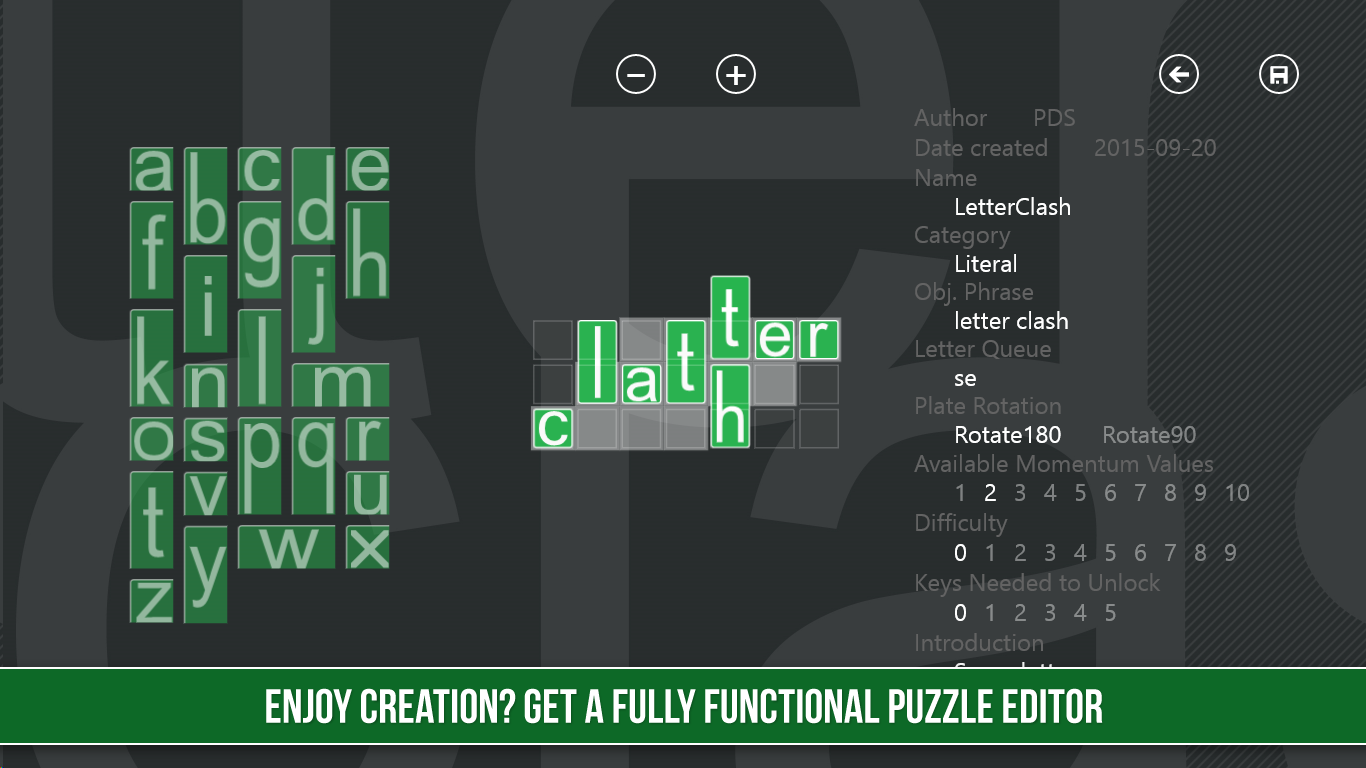 Author PDS
Date created 2015-09-20
Name
LetterClash
Category
Literal
Obj. Phrase
letter clash
Letter Queue
se
Plate Rotation
Rotate180 Rotate90
Available Momentum Values
1 2 3 4 5 6 7 8 9 10
Difficulty
0 1 2 3 4 5 6 7 8 9
Keys Needed to Unlock
0 1 2 3 4 5
Introduction
a b c d e
f g h
i j
k l
n m
o s p q r
t v u
y w x
z
t
l t e r
a h
c
ENJOY CREATION? GET A FULLY FUNCTIONAL PUZZLE EDITOR